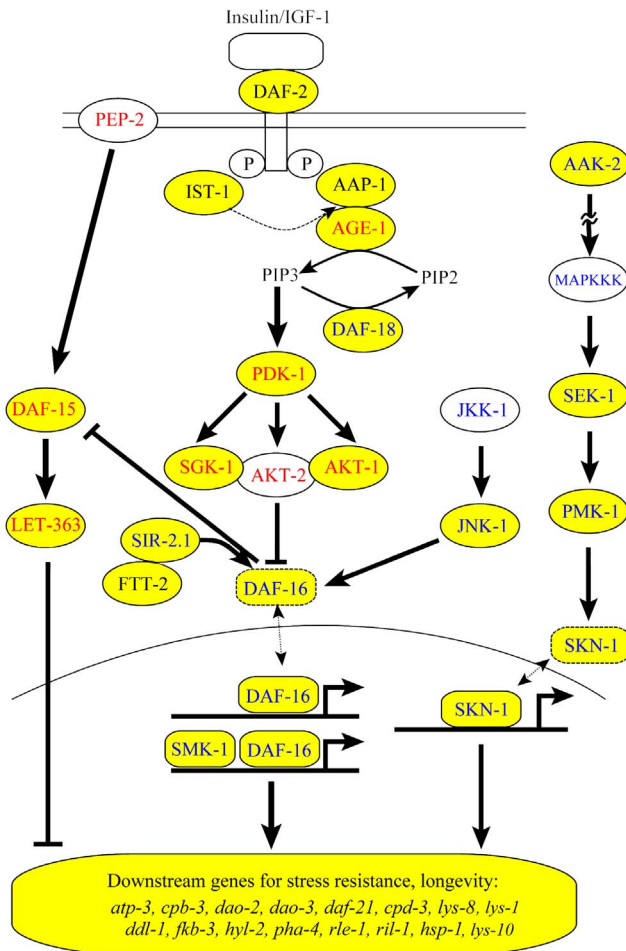 Insulin/IGF-1
DAF-2
PEP-2
P
P
IST-1
AAP-1
AAK-2
AGE-1
PIP3
PIP2
MAPKKK
DAF-18
PDK-1
SEK-1
DAF-15
JKK-1
SGK-1
AKT-2
AKT-1
LET-363
SIR-2.1
JNK-1
PMK-1
FTT-2
DAF-16
SKN-1
DAF-16
SKN-1
SMK-1
DAF-16
Downstream genes for stress resistance, longevity:
atp-3, cpb-3, dao-2, dao-3, daf-21, cpd-3, lys-8, lys-1
ddl-1, fkb-3, hyl-2, pha-4, rle-1, ril-1, hsp-1, lys-10